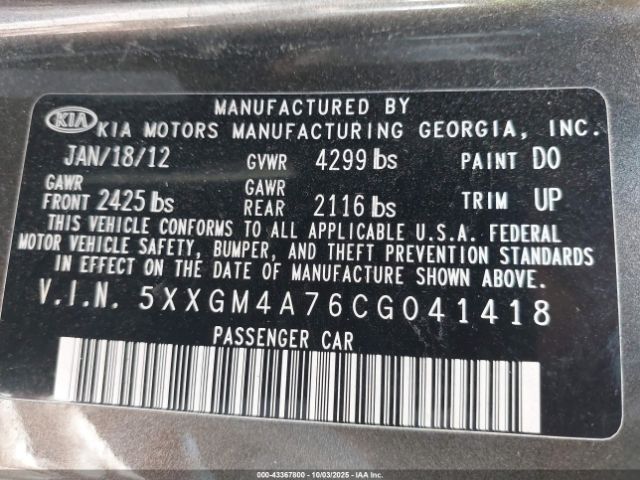 MANUFACTURED BY
KIA KIA MOTORS MANUFACTURING GEORGIA, INC.
JAN/18/12 GVWR 4299 lbs PAINT DO
GAWR FRONT 2425 lbs GAWR REAR 2116 lbs TRIM UP
THIS VEHICLE CONFORMS TO ALL APPLICABLE U.S.A. FEDERAL
MOTOR VEHICLE SAFETY, BUMPER, AND THEFT PREVENTION STANDARDS
IN EFFECT ON THE DATE OF MANUFACTURE SHOWN ABOVE.
V.I.N. 5XXGM4A76CG041418
PASSENGER CAR
000-43367800 - 10/03/2025 - IAA Inc.